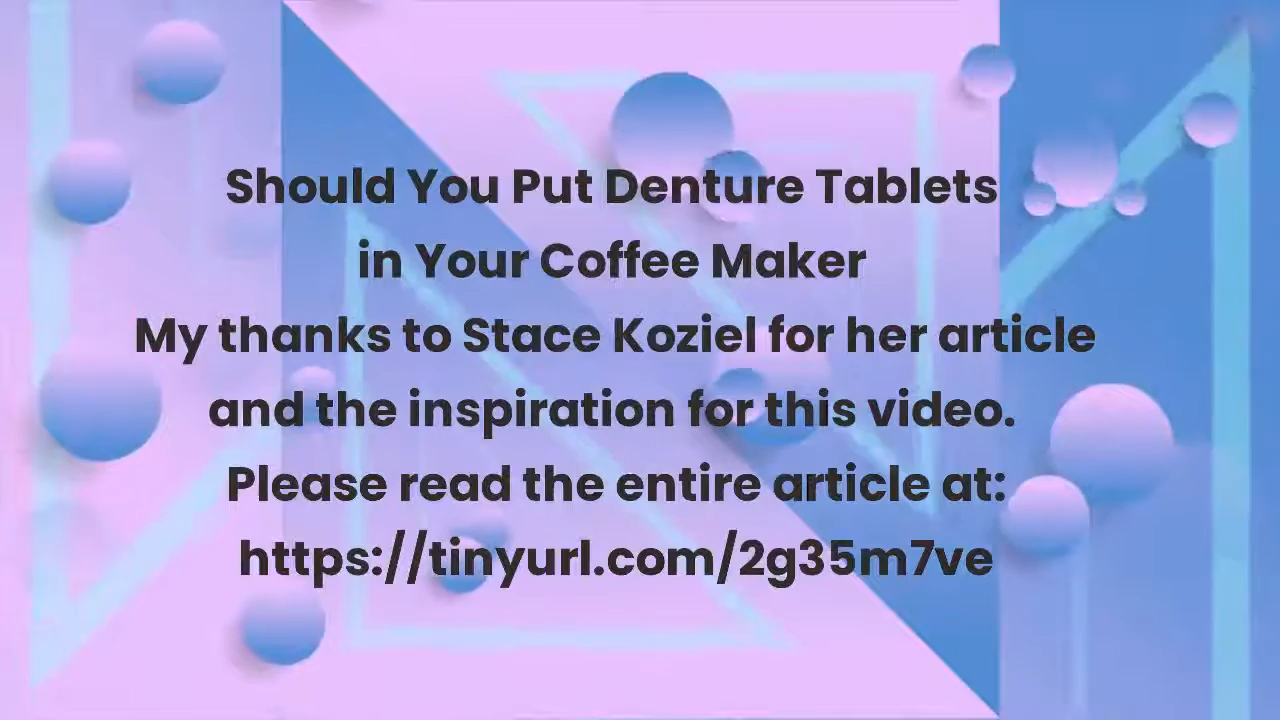 Should You Put Denture Tablets
in Your Coffee Maker
My thanks to Stace Koziel for her article
and the inspiration for this video.
Please read the entire article at:
https://tinyurl.com/2g35m7ve